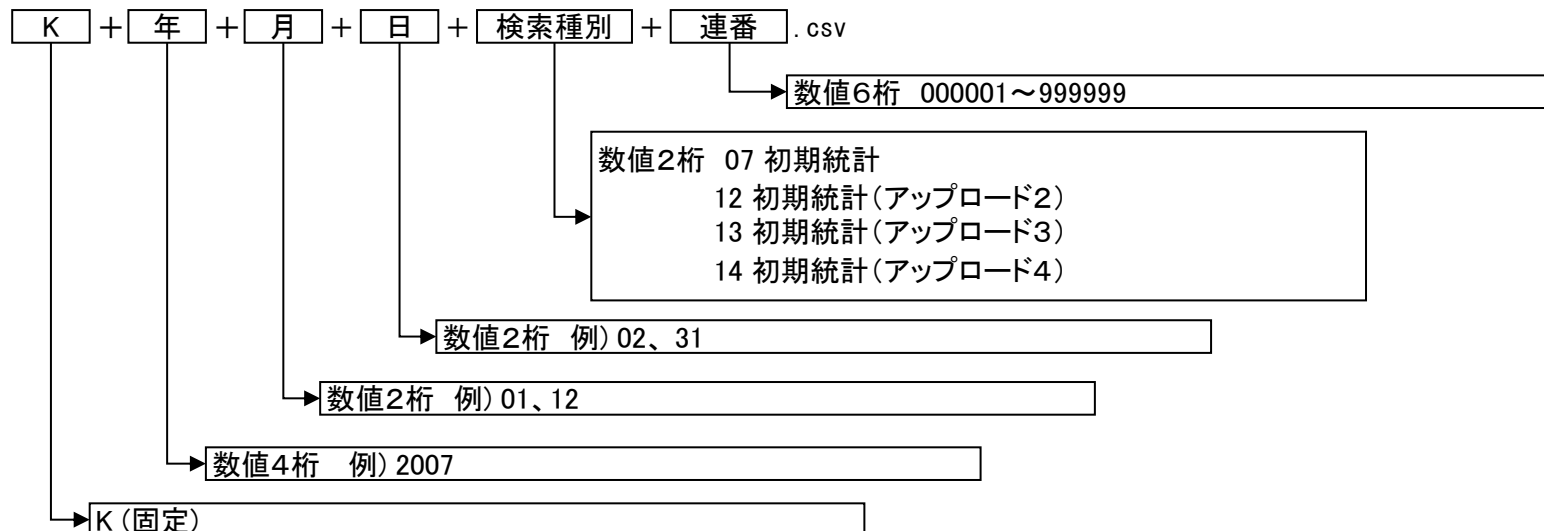 K + 年 + 月 + 日 + 検索種別 + 連番 .csv
数値6桁 000001~999999
数値2桁 07 初期統計
12 初期統計(アップロード2)
13 初期統計(アップロード3)
14 初期統計(アップロード4)
数値2桁 例)02、31
数値2桁 例)01、12
数値4桁 例)2007
K(固定)